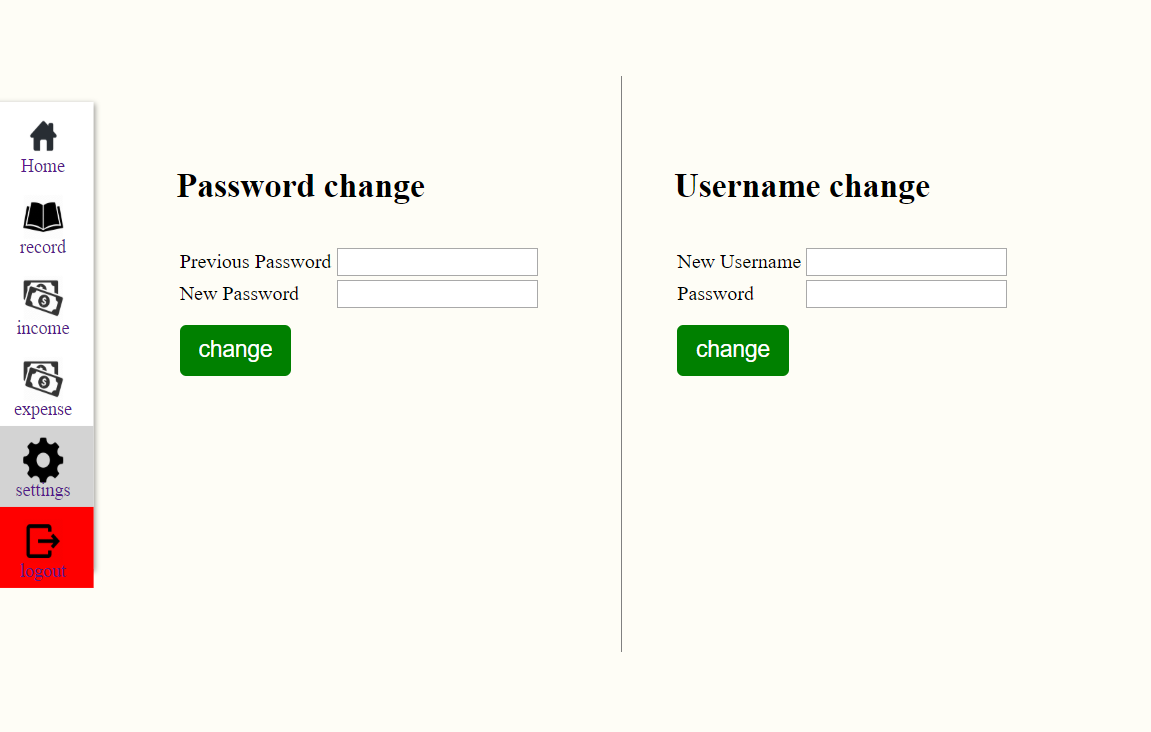 Home
record
income
expense
settings
logout
Password change
Previous Password
New Password
change
Username change
New Username
Password
change